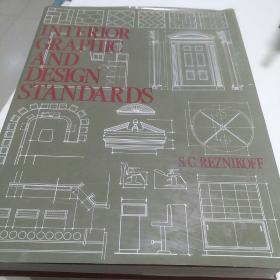 INTERIOR
GRAPHIC
AND
DESIGN
STANDARDS
S.C. REZNIKOFF